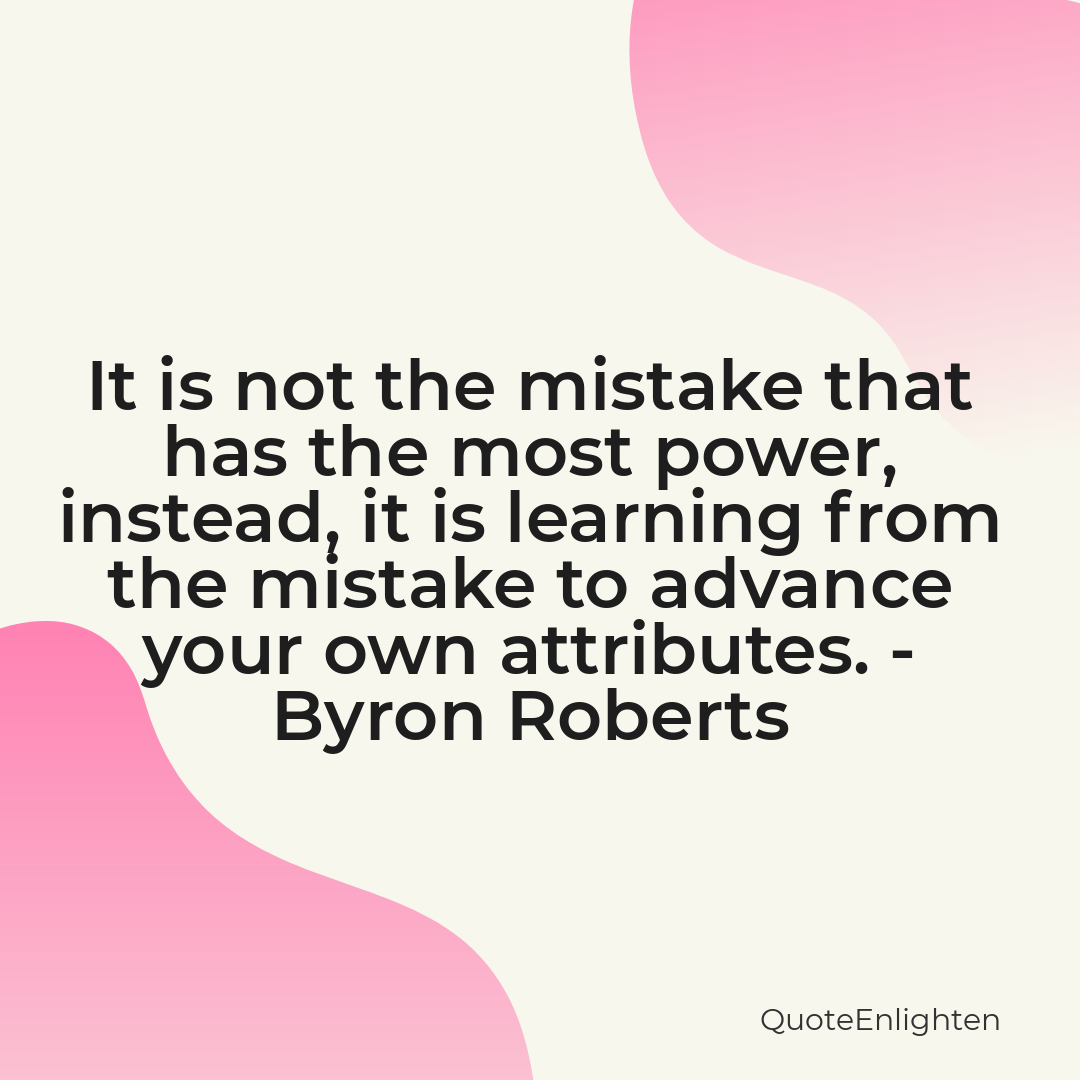 It is not the mistake that
has the most power,
instead, it is learning from
the mistake to advance
your own attributes. -
Byron Roberts
QuoteEnlighten